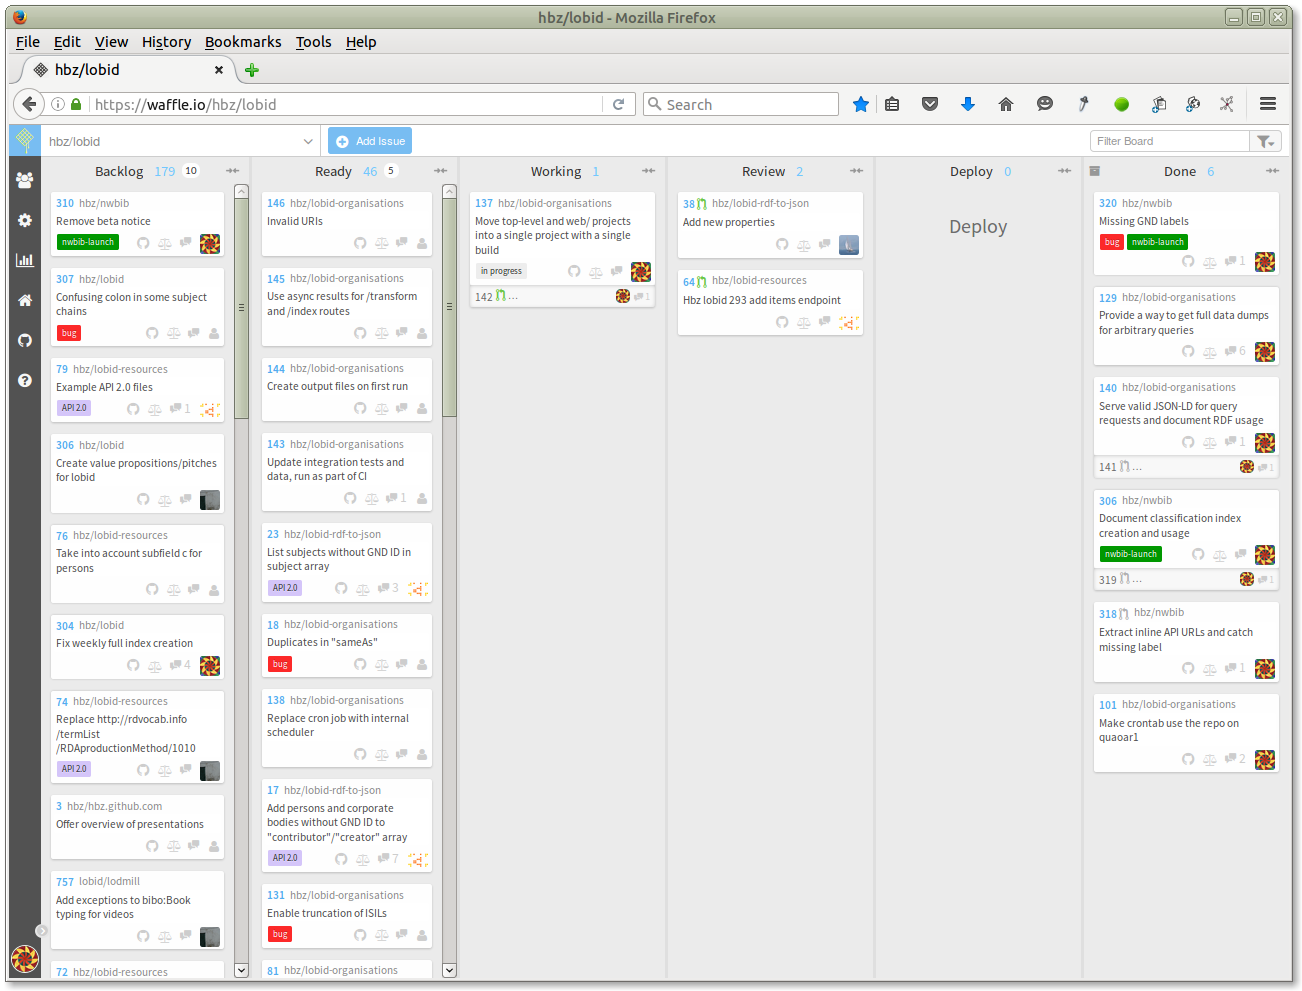 hbz/lobid - Mozilla Firefox
File Edit View History Bookmarks Tools Help
hbz/lobid
https://waffle.io/hbz/lobid
Search
hbz/lobid
Add Issue
Filter Board
Backlog 179 10
310 hbz/nwbib
Remove beta notice
nwbib-launch
307 hbz/lobid
Confusing colon in some subject
chains
bug
79 hbz/lobid-resources
Example API 2.0 files
API 2.0 1
306 hbz/lobid
Create value propositions/pitches
for lobid
76 hbz/lobid-resources
Take into account subfield c for
persons
304 hbz/lobid
Fix weekly full index creation
4
74 hbz/lobid-resources
Replace http://rdvocab.info
/termList
/RDAproductionMethod/1010
API 2.0
3 hbz/hbz.github.com
Offer overview of presentations
757 lobid/lodmill
Add exceptions to bibo:Book
typing for videos
72 hbz/lobid-resources
Ready 46 5
146 hbz/lobid-organisations
Invalid URIs
145 hbz/lobid-organisations
Use async results for /transform
and /index routes
144 hbz/lobid-organisations
Create output files on first run
143 hbz/lobid-organisations
Update integration tests and
data, run as part of CI
1
23 hbz/lobid-rdf-to-json
List subjects without GND ID in
subject array
API 2.0 3
18 hbz/lobid-organisations
Duplicates in "sameAs"
bug
138 hbz/lobid-organisations
Replace cron job with internal
scheduler
17 hbz/lobid-rdf-to-json
Add persons and corporate
bodies without GND ID to
"contributor"/"creator" array
API 2.0 7
131 hbz/lobid-organisations
Enable truncation of ISILs
bug
81 hbz/lobid-organisations
Working 1
137 hbz/lobid-organisations
Move top-level and web/ projects
into a single project with a single
build
in progress
142 ... 1
Review 2
38 hbz/lobid-rdf-to-json
Add new properties
64 hbz/lobid-resources
Hbz lobid 293 add items endpoint
Deploy 0
Deploy
Done 6
320 hbz/nwbib
Missing GND labels
bug nwbib-launch
1
129 hbz/lobid-organisations
Provide a way to get full data dumps
for arbitrary queries
6
140 hbz/lobid-organisations
Serve valid JSON-LD for query
requests and document RDF usage
1
141 ... 1
306 hbz/nwbib
Document classification index
creation and usage
nwbib-launch
319 ... 1
318 hbz/nwbib
Extract inline API URLs and catch
missing label
1
101 hbz/lobid-organisations
Make crontab use the repo on
quaoar1
2